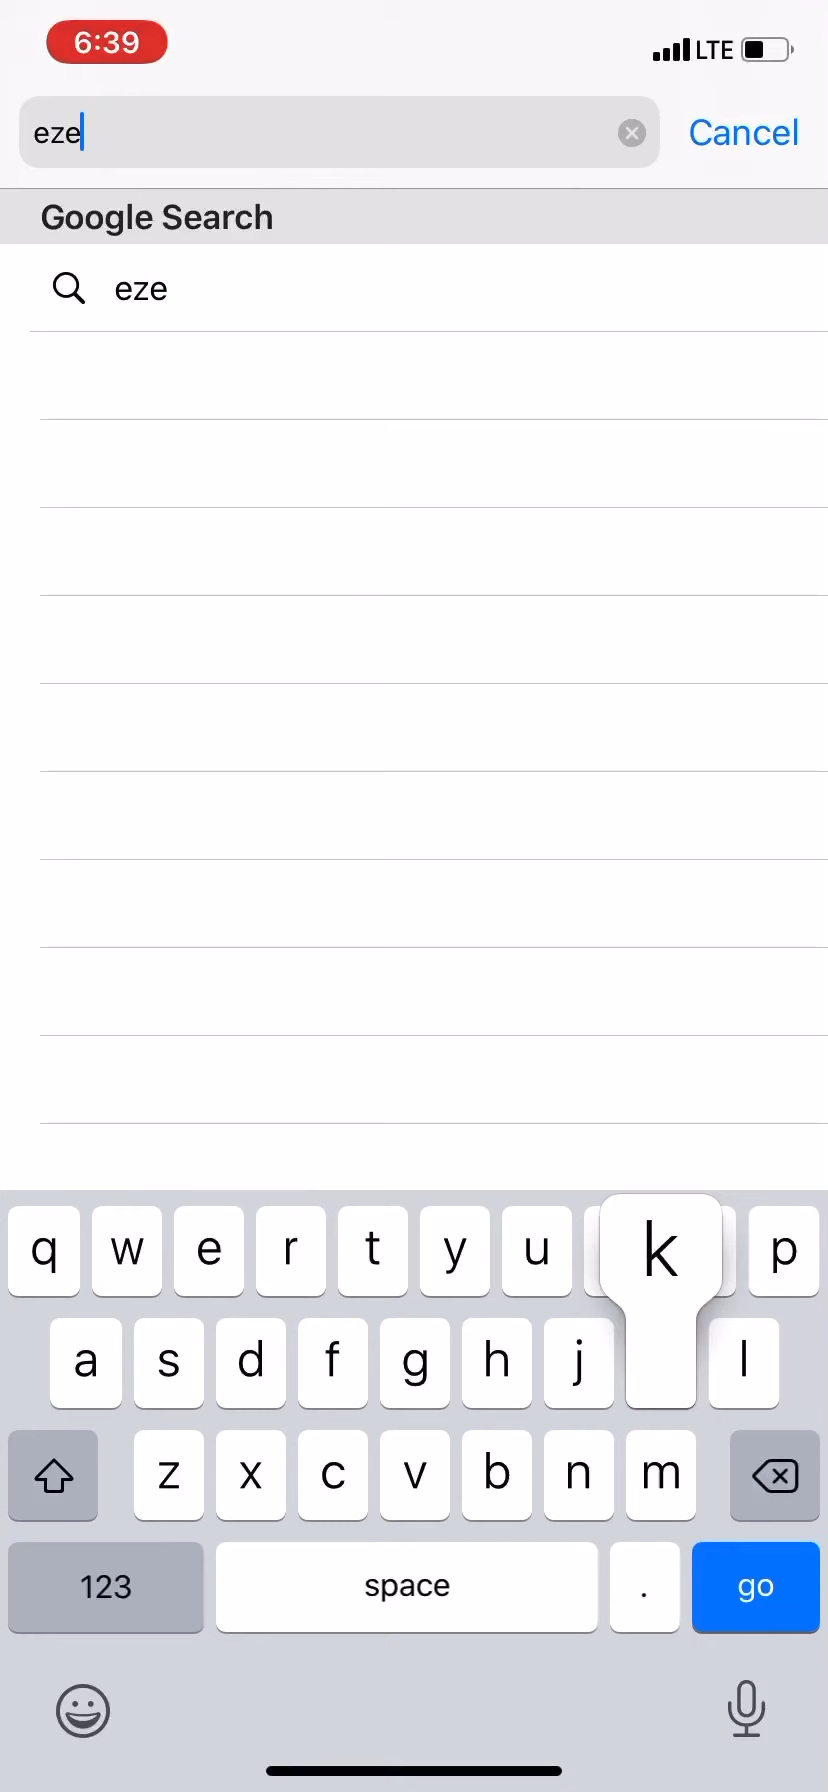 6:39 LTE
eze Cancel
Google Search
eze
k
q w e r t y u p
a s d f g h j l
z x c v b n m
123 space . go